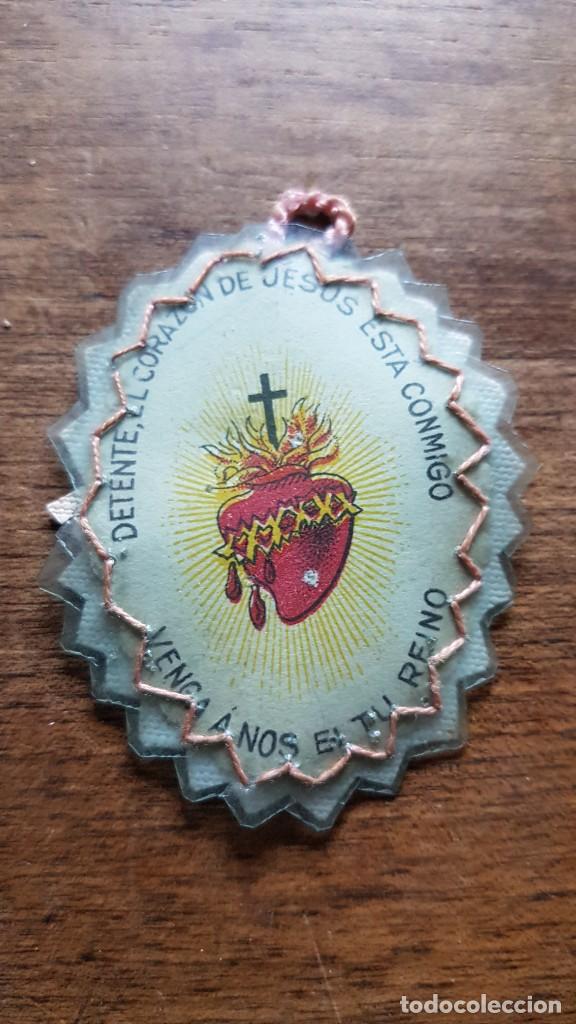 DETENTE, EL CORAZON DE JESUS ESTA CONMIGO
VENGA Á NOS EL TU REINO
todocoleccion